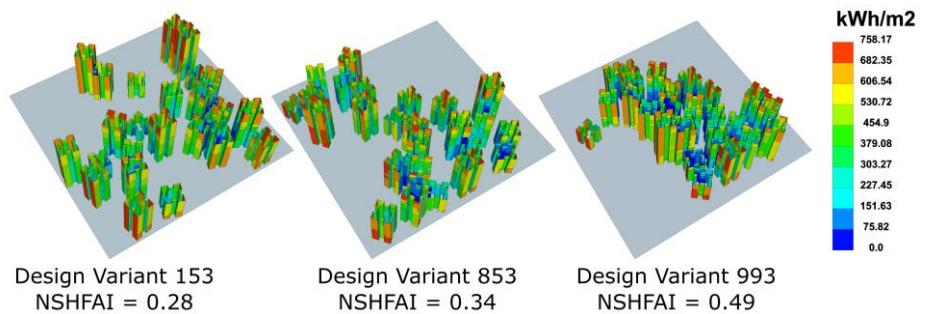 kWh/m2
758.17
682.35
606.54
530.72
454.9
379.08
303.27
227.45
151.63
75.82
0.0
Design Variant 153
NSHFAI = 0.28
Design Variant 853
NSHFAI = 0.34
Design Variant 993
NSHFAI = 0.49